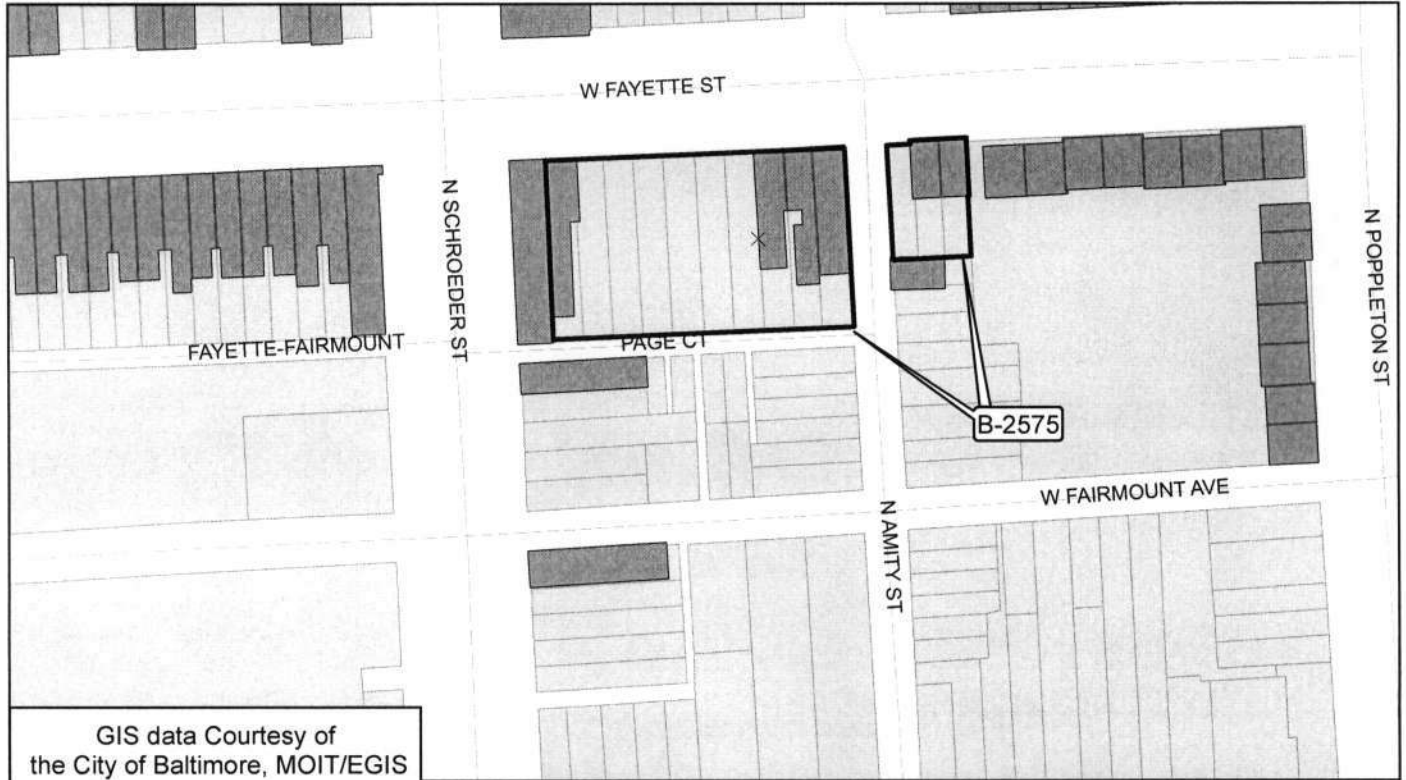 W FAYETTE ST
N SCHROEDER ST
N POPPLETON ST
FAYETTE-FAIRMOUNT
PAGE CT
B-2575
W FAIRMOUNT AVE
N AMITY ST
GIS data Courtesy of
the City of Baltimore, MOIT/EGIS